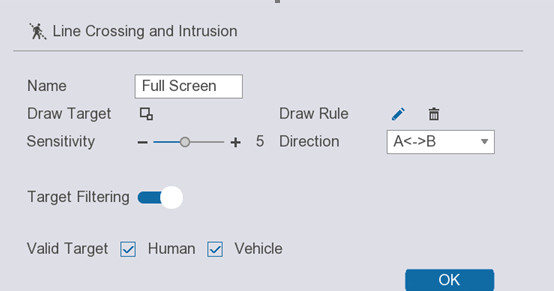 Line Crossing and Intrusion
Name Full Screen
Draw Target Draw Rule
Sensitivity 5 Direction A<->B
Target Filtering
Valid Target Human Vehicle
OK